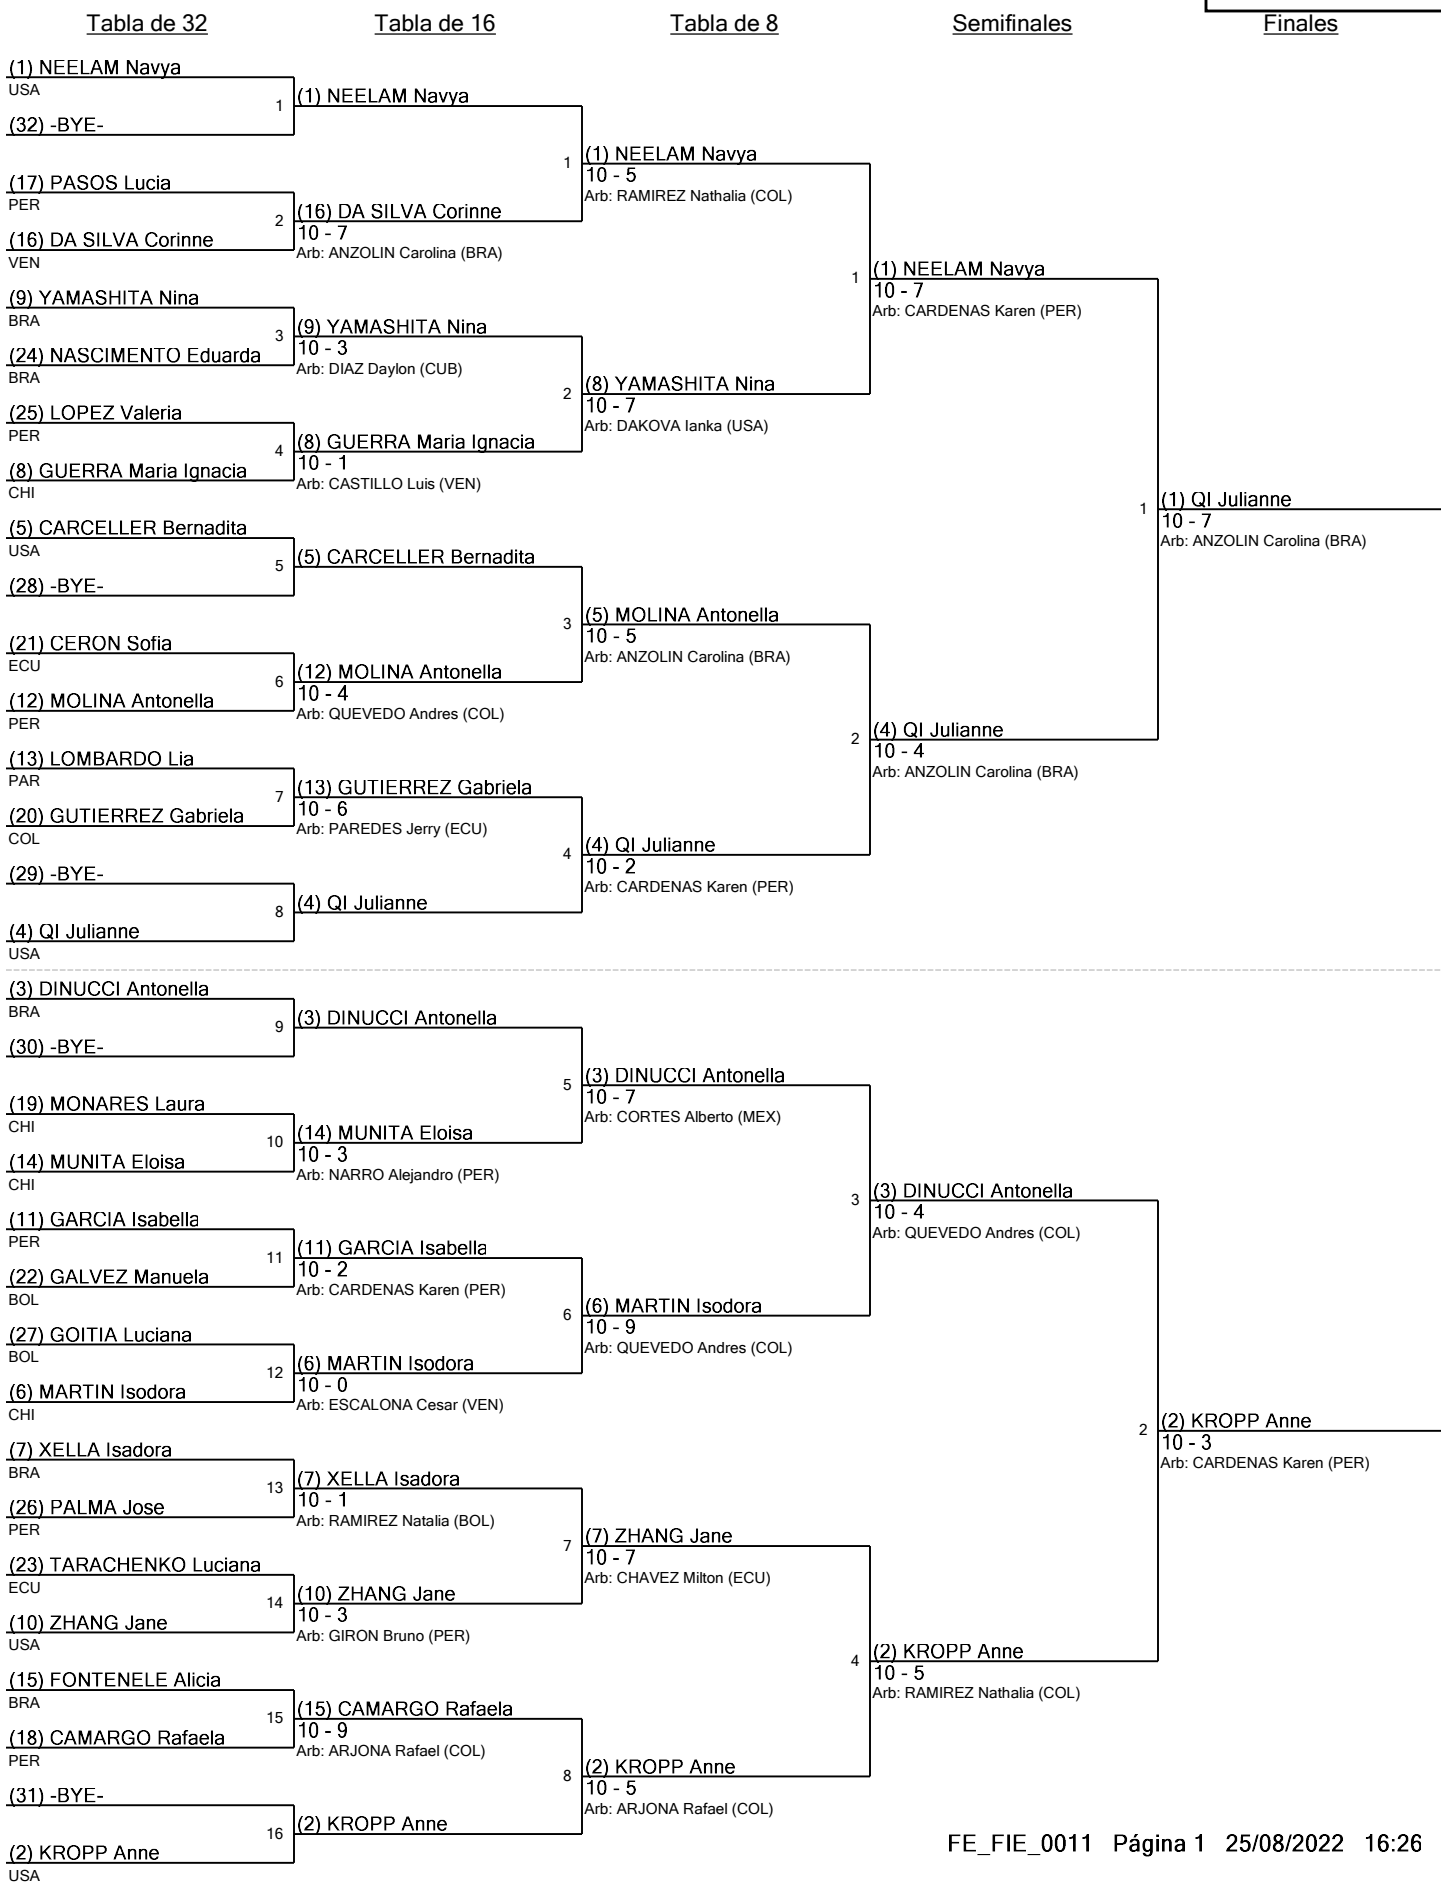 Tabla de 32
Tabla de 16
Tabla de 8
Semifinales
Finales
(1) NEELAM Navya
USA
(32) -BYE-
(17) PASOS Lucia
PER
(16) DA SILVA Corinne
VEN
(9) YAMASHITA Nina
BRA
(24) NASCIMENTO Eduarda
BRA
(25) LOPEZ Valeria
PER
(8) GUERRA Maria Ignacia
CHI
(5) CARCELLER Bernadita
USA
(28) -BYE-
(21) CERON Sofia
ECU
(12) MOLINA Antonella
PER
(13) LOMBARDO Lia
PAR
(20) GUTIERREZ Gabriela
COL
(29) -BYE-
(4) QI Julianne
USA
(3) DINUCCI Antonella
BRA
(30) -BYE-
(19) MONARES Laura
CHI
(14) MUNITA Eloisa
CHI
(11) GARCIA Isabella
PER
(22) GALVEZ Manuela
BOL
(27) GOITIA Luciana
BOL
(6) MARTIN Isodora
CHI
(7) XELLA Isadora
BRA
(26) PALMA Jose
PER
(23) TARACHENKO Luciana
ECU
(10) ZHANG Jane
USA
(15) FONTENELE Alicia
BRA
(18) CAMARGO Rafaela
PER
(31) -BYE-
(2) KROPP Anne
USA
1
(1) NEELAM Navya
2
(16) DA SILVA Corinne
10 - 7
Arb: ANZOLIN Carolina (BRA)
3
(9) YAMASHITA Nina
10 - 3
Arb: DIAZ Daylon (CUB)
4
(8) GUERRA Maria Ignacia
10 - 1
Arb: CASTILLO Luis (VEN)
5
(5) CARCELLER Bernadita
6
(12) MOLINA Antonella
10 - 4
Arb: QUEVEDO Andres (COL)
7
(13) GUTIERREZ Gabriela
10 - 6
Arb: PAREDES Jerry (ECU)
8
(4) QI Julianne
9
(3) DINUCCI Antonella
10
(14) MUNITA Eloisa
10 - 3
Arb: NARRO Alejandro (PER)
11
(11) GARCIA Isabella
10 - 2
Arb: CARDENAS Karen (PER)
12
(6) MARTIN Isodora
10 - 0
Arb: ESCALONA Cesar (VEN)
13
(7) XELLA Isadora
10 - 1
Arb: RAMIREZ Natalia (BOL)
14
(10) ZHANG Jane
10 - 3
Arb: GIRON Bruno (PER)
15
(15) CAMARGO Rafaela
10 - 9
Arb: ARJONA Rafael (COL)
16
(2) KROPP Anne
1
(1) NEELAM Navya
10 - 5
Arb: RAMIREZ Nathalia (COL)
2
(8) YAMASHITA Nina
10 - 7
Arb: DAKOVA Ianka (USA)
3
(5) MOLINA Antonella
10 - 5
Arb: ANZOLIN Carolina (BRA)
4
(4) QI Julianne
10 - 2
Arb: CARDENAS Karen (PER)
5
(3) DINUCCI Antonella
10 - 7
Arb: CORTES Alberto (MEX)
6
(6) MARTIN Isodora
10 - 9
Arb: QUEVEDO Andres (COL)
7
(7) ZHANG Jane
10 - 7
Arb: CHAVEZ Milton (ECU)
8
(2) KROPP Anne
10 - 5
Arb: ARJONA Rafael (COL)
1
(1) NEELAM Navya
10 - 7
Arb: CARDENAS Karen (PER)
2
(4) QI Julianne
10 - 4
Arb: ANZOLIN Carolina (BRA)
3
(3) DINUCCI Antonella
10 - 4
Arb: QUEVEDO Andres (COL)
4
(2) KROPP Anne
10 - 5
Arb: RAMIREZ Nathalia (COL)
1
(1) QI Julianne
10 - 7
Arb: ANZOLIN Carolina (BRA)
2
(2) KROPP Anne
10 - 3
Arb: CARDENAS Karen (PER)
FE_FIE_0011 Página 1 25/08/2022 16:26